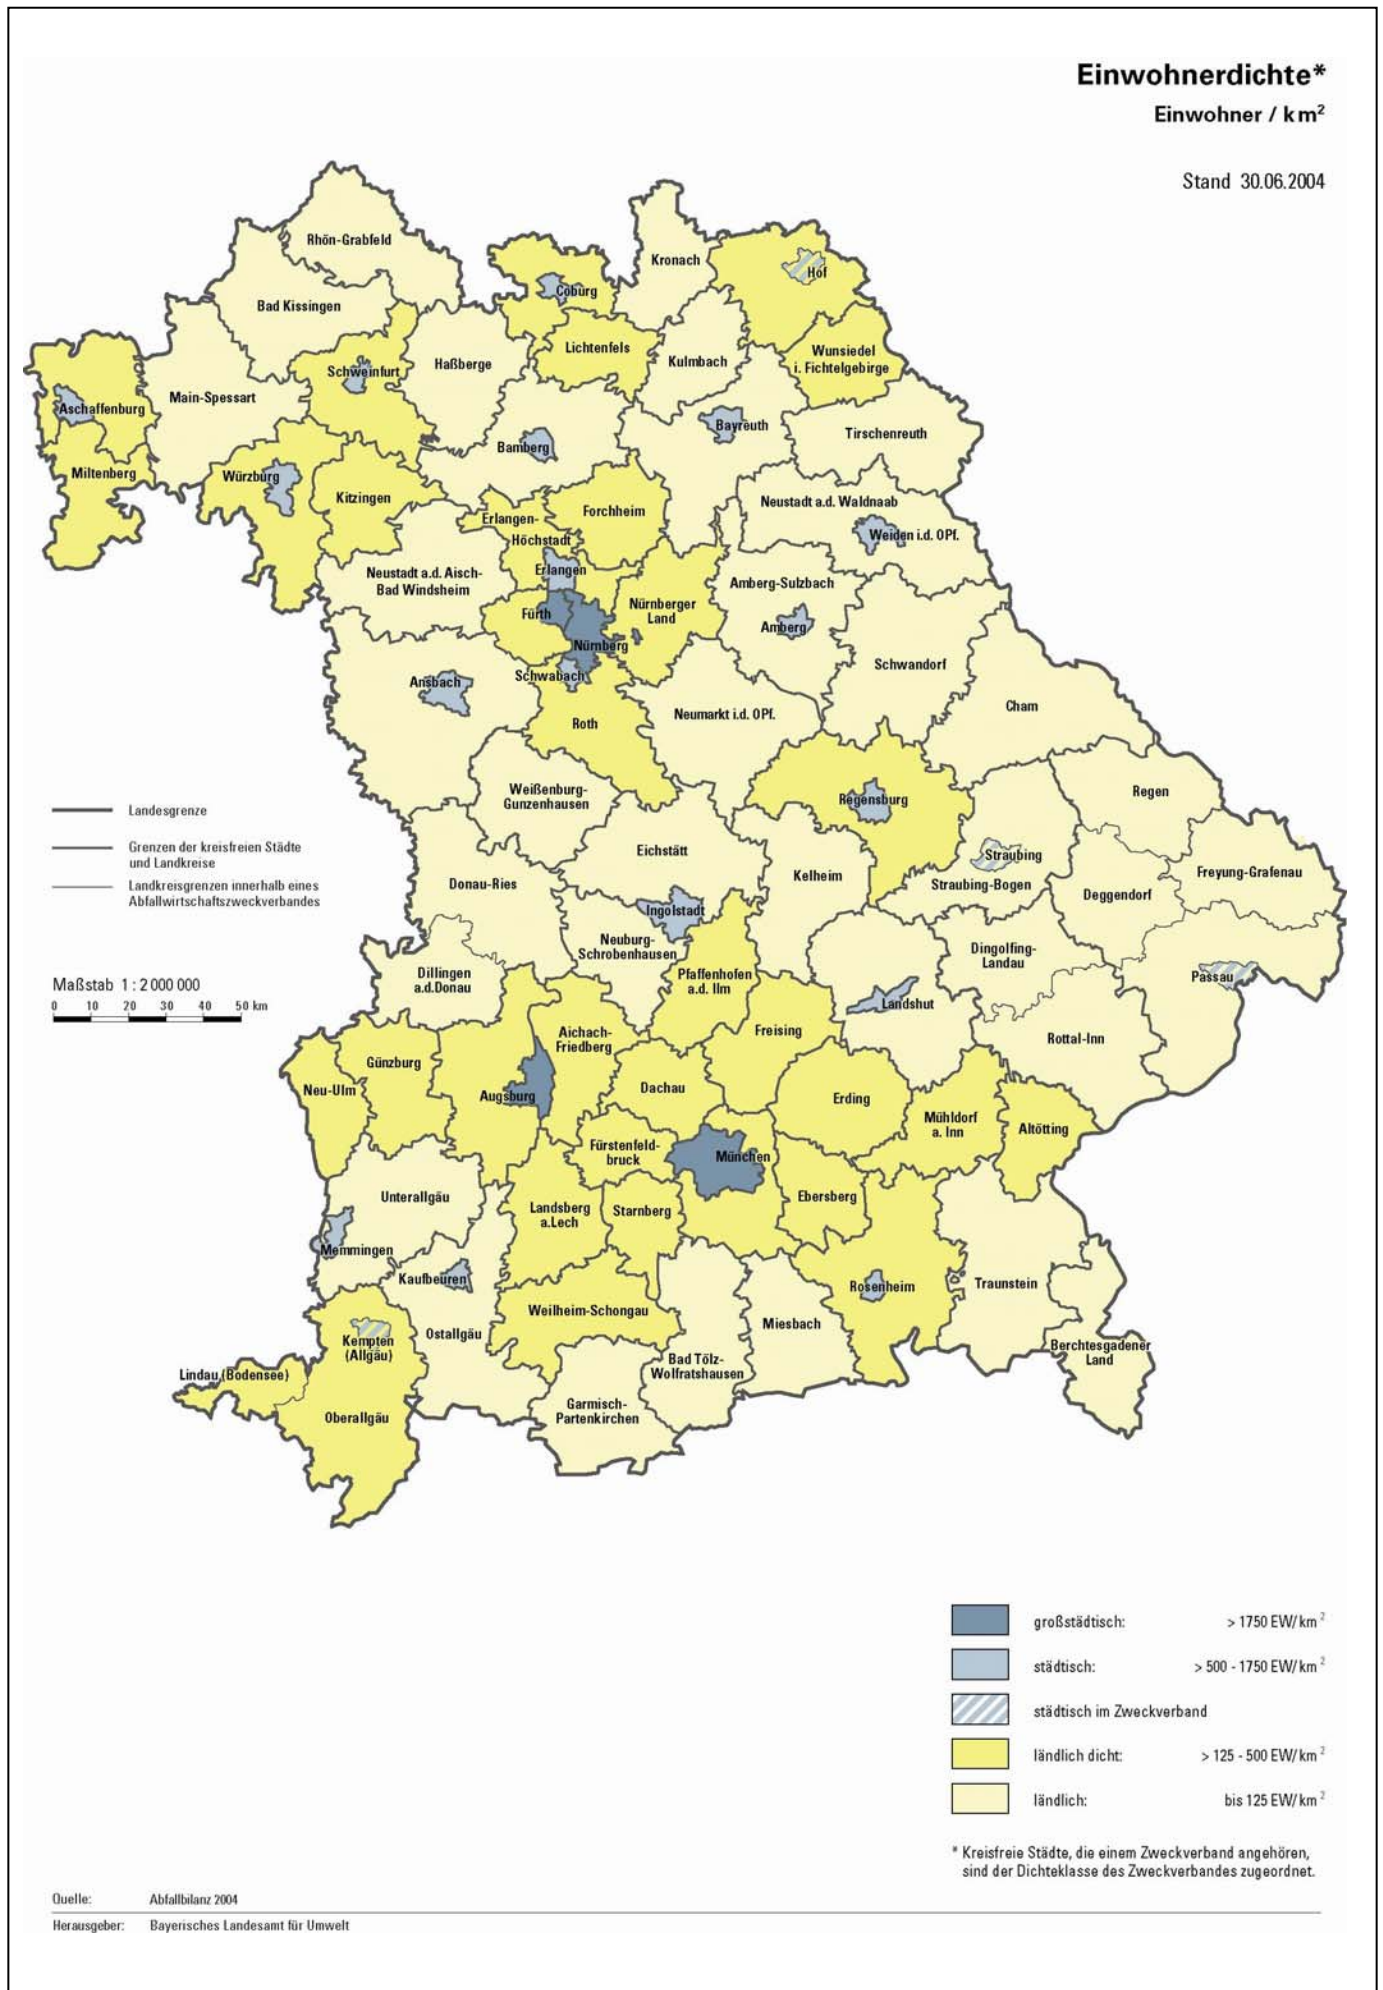 Einwohnerdichte*
Einwohner / km²
Stand 30.06.2004
Rhön-Grabfeld
Kronach
Hof
Bad Kissingen
Coburg
Lichtenfels
Kulmbach
Wunsiedel
i. Fichtelgebirge
Schweinfurt
Haßberge
Main-Spessart
Aschaffenburg
Bayreuth
Tirschenreuth
Bamberg
Miltenberg
Würzburg
Kitzingen
Forchheim
Neustadt a.d. Waldnaab
Erlangen-
Höchstadt
Weiden i.d. OPf.
Erlangen
Neustadt a.d. Aisch-
Bad Windsheim
Amberg-Sulzbach
Fürth
Nürnberger
Land
Amberg
Nürnberg
Schwandorf
Schwabach
Ansbach
Cham
Roth
Neumarkt i.d. OPf.
Weißenburg-
Gunzenhausen
Regensburg
Regen
Landesgrenze
Grenzen der kreisfreien Städte
und Landkreise
Landkreisgrenzen innerhalb eines
Abfallwirtschaftszweckverbandes
Eichstätt
Straubing
Kelheim
Donau-Ries
Straubing-Bogen
Deggendorf
Freyung-Grafenau
Ingolstadt
Neuburg-
Schrobenhausen
Dingolfing-
Landau
Dillingen
a.d.Donau
Pfaffenhofen
a.d. Ilm
Passau
Maßstab 1 : 2 000 000
0 10 20 30 40 50 km
Landshut
Aichach-
Friedberg
Freising
Rottal-Inn
Günzburg
Neu-Ulm
Augsburg
Dachau
Erding
Mühldorf
a. Inn
Altötting
Fürstenfeld-
bruck
München
Unterallgäu
Landsberg
a.Lech
Starnberg
Ebersberg
Memmingen
Kaufbeuren
Rosenheim
Traunstein
Weilheim-Schongau
Miesbach
Ostallgäu
Kempten
(Allgäu)
Berchtesgadener
Land
Bad Tölz-
Wolfratshausen
Lindau (Bodensee)
Oberallgäu
Garmisch-
Partenkirchen
großstädtisch: > 1750 EW/km²
städtisch: > 500 - 1750 EW/km²
städtisch im Zweckverband
ländlich dicht: > 125 - 500 EW/km²
ländlich: bis 125 EW/km²
* Kreisfreie Städte, die einem Zweckverband angehören,
sind der Dichteklasse des Zweckverbandes zugeordnet.
Quelle: Abfallbilanz 2004
Herausgeber: Bayerisches Landesamt für Umwelt